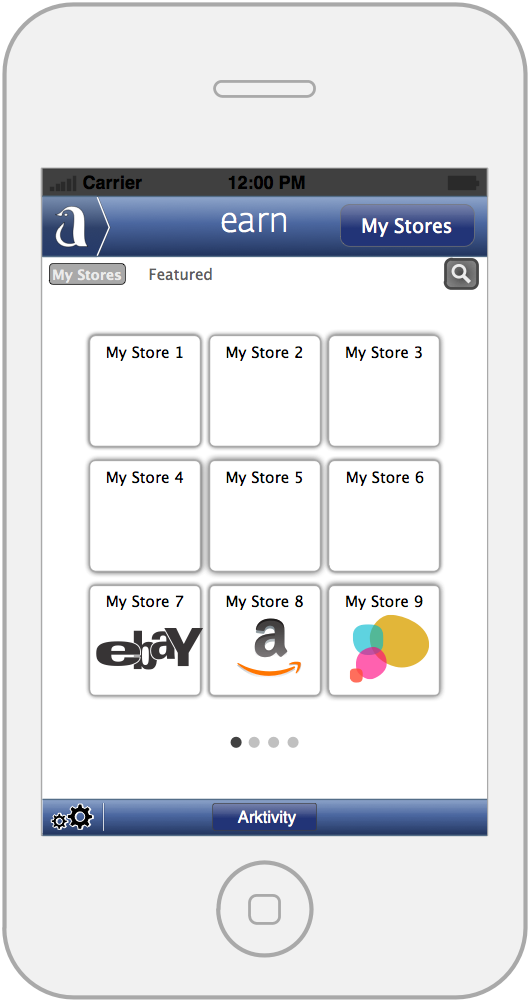 Carrier 12:00 PM
a earn My Stores
My Stores Featured
My Store 1 My Store 2 My Store 3
My Store 4 My Store 5 My Store 6
My Store 7 My Store 8 My Store 9
ebaY a
Arktivity